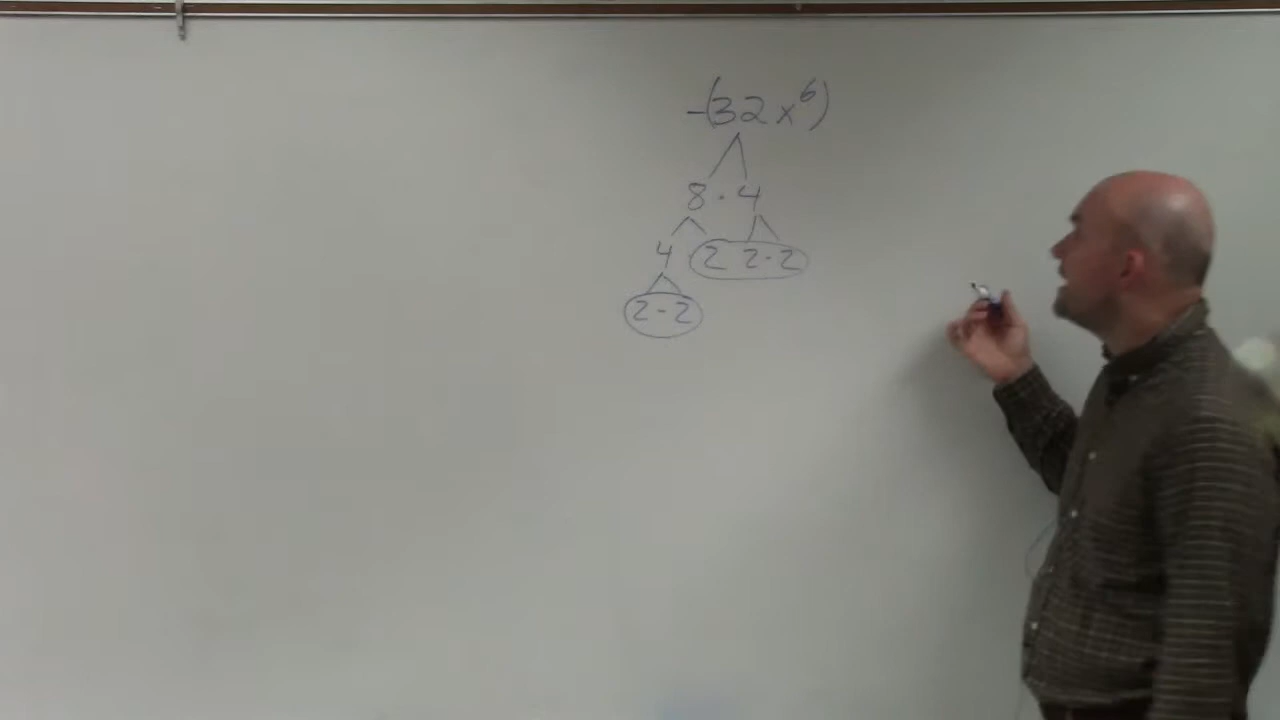 -(32x⁶)
8 · 4
4 2 2 · 2
2 - 2